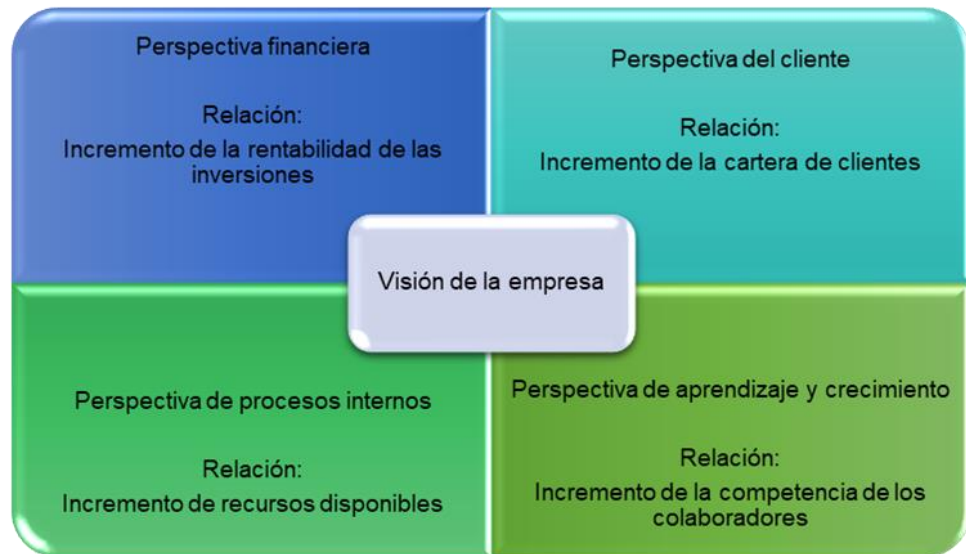 Perspectiva financiera
Relación:
Incremento de la rentabilidad de las
inversiones
Perspectiva del cliente
Relación:
Incremento de la cartera de clientes
Visión de la empresa
Perspectiva de procesos internos
Relación:
Incremento de recursos disponibles
Perspectiva de aprendizaje y crecimiento
Relación:
Incremento de la competencia de los
colaboradores